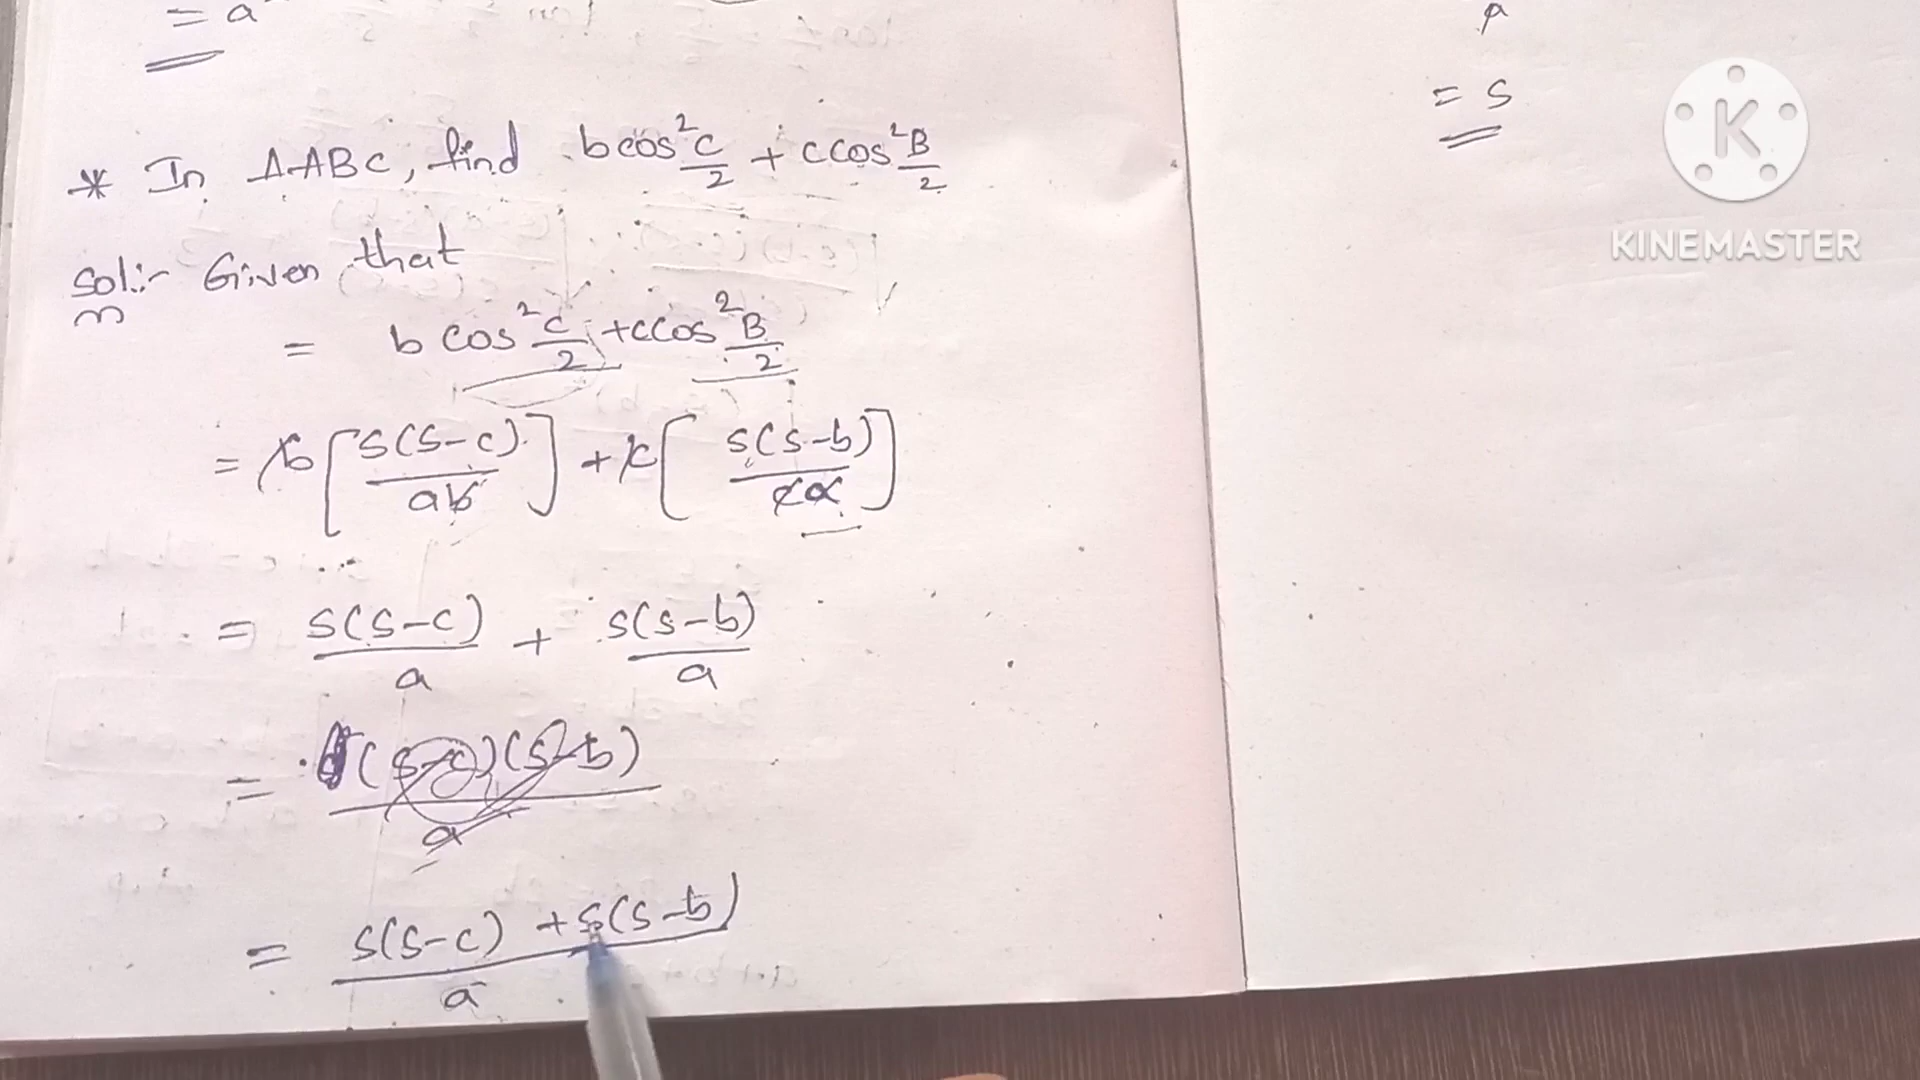 = a
* In ΔABC, find b cos² C/2 + c cos² B/2
Sol:- Given that
= b cos² C/2 + c cos² B/2
= b [ s(s-c) / ab ] + c [ s(s-b) / ca ]
= s(s-c) / a + s(s-b) / a
= (s-c)(s-b) / a
= s(s-c) + s(s-b) / a
= s
KINEMASTER